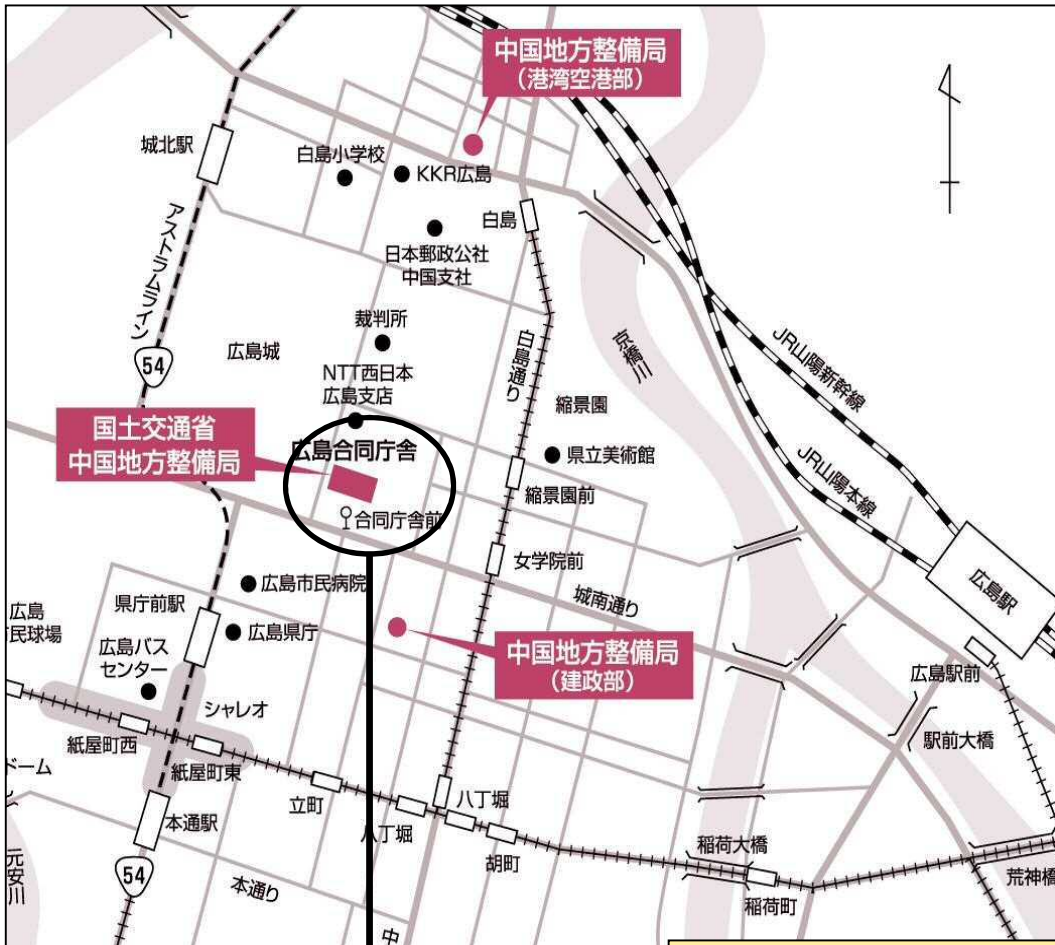 中国地方整備局
（港湾空港部）
城北駅
白島小学校
KKR広島
白島
日本郵政公社
中国支社
アストラムライン
裁判所
白島通り
京橋川
JR山陽新幹線
54
広島城
NTT西日本
広島支店
縮景園
国土交通省
中国地方整備局
広島合同庁舎
県立美術館
JR山陽本線
縮景園前
合同庁舎前
女学院前
広島駅
広島市民病院
城南通り
県庁前駅
広島
民球場
広島県庁
広島バス
センター
中国地方整備局
（建政部）
広島駅前
シャレオ
駅前大橋
紙屋町西
紙屋町東
ドーム
立町
八丁堀
八丁堀
本通駅
胡町
稲荷大橋
元安川
54
本通り
稲荷町
荒神橋
中